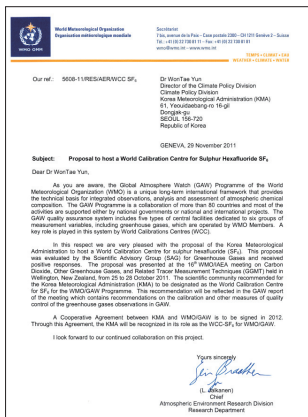 World Meteorological Organization
Organisation météorologique mondiale
Secrétariat
7 bis, avenue de la Paix – Case postale 2300 – CH 1211 Genève 2 – Suisse
Tél.: +41 (0) 22 730 81 11 – Fax: +41 (0) 22 730 81 81
wmo@wmo.int – www.wmo.int
WMO OMM
TEMPS • CLIMAT • EAU
WEATHER • CLIMATE • WATER
Our ref.: 5608-11/RES/AER/WCC SF6
Dr WonTae Yun
Director of the Climate Policy Division
Climate Policy Division
Korea Meteorological Administration (KMA)
61, Yeouidaebang-ro 16-gil
Dongjak-gu
SEOUL 156-720
Republic of Korea
GENEVA, 29 November 2011
Subject: Proposal to host a World Calibration Centre for Sulphur Hexafluoride SF6
Dear Dr WonTae Yun,
As you are aware, the Global Atmosphere Watch (GAW) Programme of the World
Meteorological Organization (WMO) is a unique long-term international framework that provides
the technical basis for integrated observations, analysis and assessment of atmospheric chemical
composition. The GAW Programme is a collaboration of more than 80 countries and most of the
activities are supported either by national governments of national and international projects. The
GAW quality assurance system includes five types of central facilities dedicated to six groups of
measurement variables, including greenhouse gases, which are operated by WMO Members. A
key role is played in this system by World Calibrations Centres (WCC).
In this respect we are very pleased with the proposal of the Korea Meteorological
Administration to host a World Calibration Centre for sulphur hexafluoride (SF6). This proposal
was evaluated by the Scientific Advisory Group (SAG) for Greenhouse Gases and received
positive responses. The proposal was presented at the 16th WMO/IAEA meeting on Carbon
Dioxide, Other Greenhouse Gases, and Related Tracer Measurement Techniques (GGMT) held in
Wellington, New Zealand, from 25 to 28 October 2011. The scientific community recommended for
the Korea Meteorological Administration (KMA) to be designated as the World Calibration Centre
for SF6 for the WMO/GAW Programme. This recommendation will be reflected in the GAW report
of the meeting which contains recommendations on the calibration and other measures of quality
control of the greenhouse gases observations in GAW.
A Cooperative Agreement between KMA and WMO/GAW is to be signed in 2012.
Through this Agreement, the KMA will be recognized in its role as the WCC-SF6 for WMO/GAW.
I look forward to our continued collaboration on this project.
Yours sincerely
(L. Jalkanen)
Chief
Atmospheric Environment Research Division
Research Department